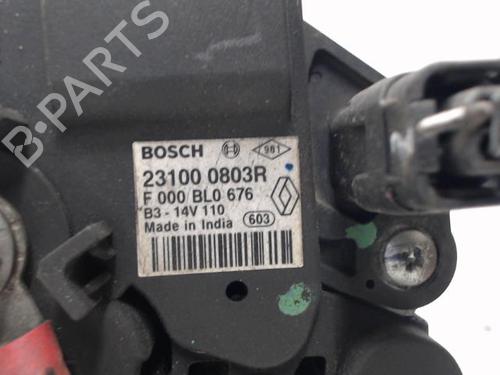 B-PARTS
BOSCH 981
23100 0803R
F 000 BL0 676
B3 - 14V 110
Made in India 603